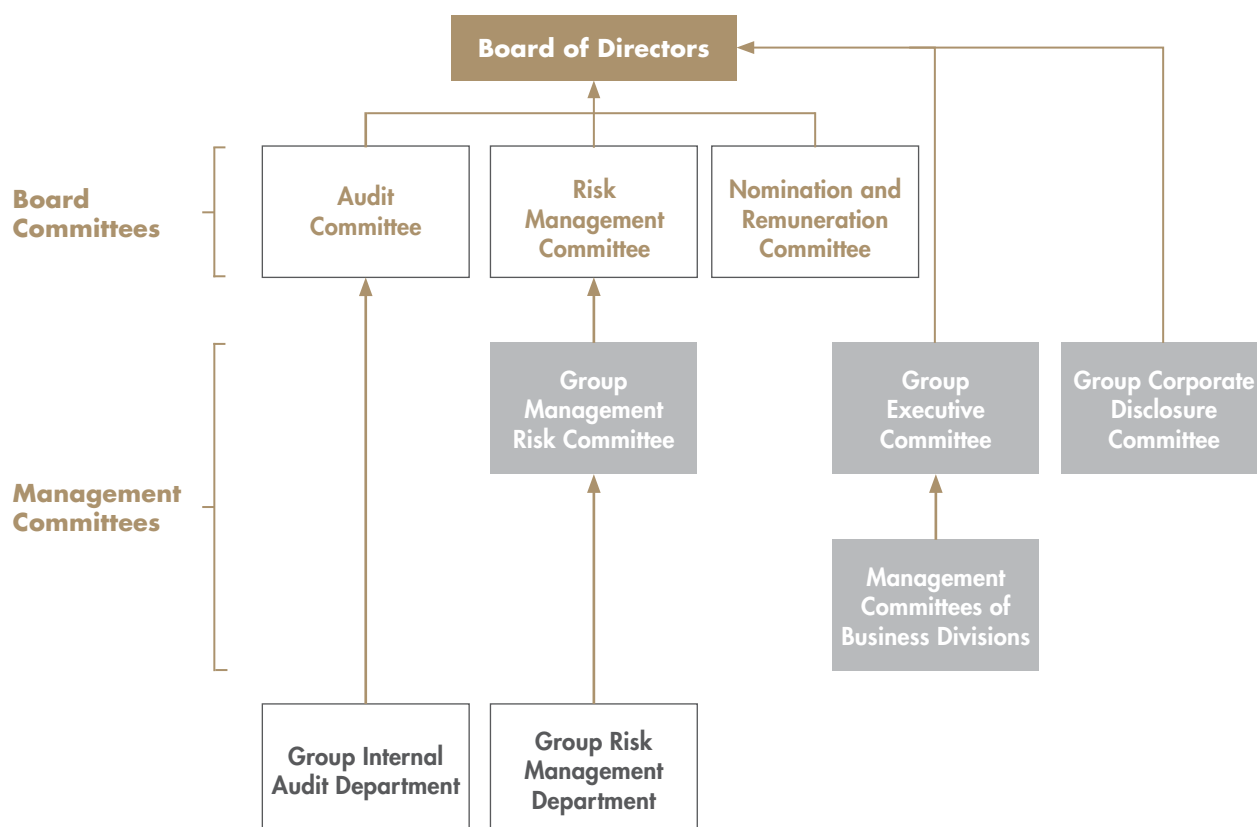 Board of Directors
Board
Committees
Audit
Committee
Risk
Management
Committee
Nomination and
Remuneration
Committee
Management
Committees
Group
Management
Risk Committee
Group
Executive
Committee
Group Corporate
Disclosure
Committee
Management
Committees of
Business Divisions
Group Internal
Audit Department
Group Risk
Management
Department